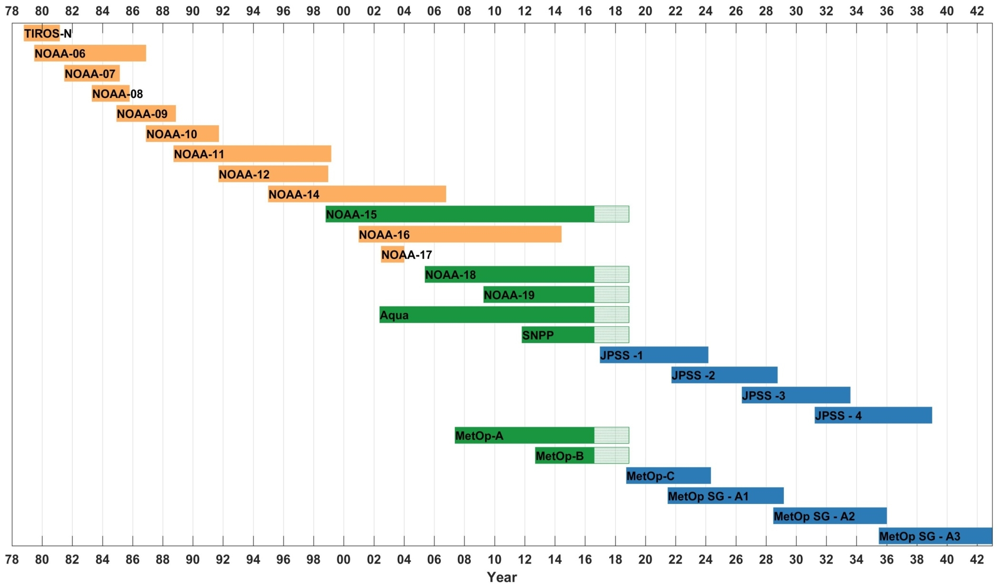 78 80 82 84 86 88 90 92 94 96 98 00 02 04 06 08 10 12 14 16 18 20 22 24 26 28 30 32 34 36 38 40 42
TIROS-N
NOAA-06
NOAA-07
NOAA-08
NOAA-09
NOAA-10
NOAA-11
NOAA-12
NOAA-14
NOAA-15
NOAA-16
NOAA-17
NOAA-18
NOAA-19
Aqua
SNPP
JPSS -1
JPSS -2
JPSS -3
JPSS - 4
MetOp-A
MetOp-B
MetOp-C
MetOp SG - A1
MetOp SG - A2
MetOp SG - A3
78 80 82 84 86 88 90 92 94 96 98 00 02 04 06 08 10 12 14 16 18 20 22 24 26 28 30 32 34 36 38 40 42
Year